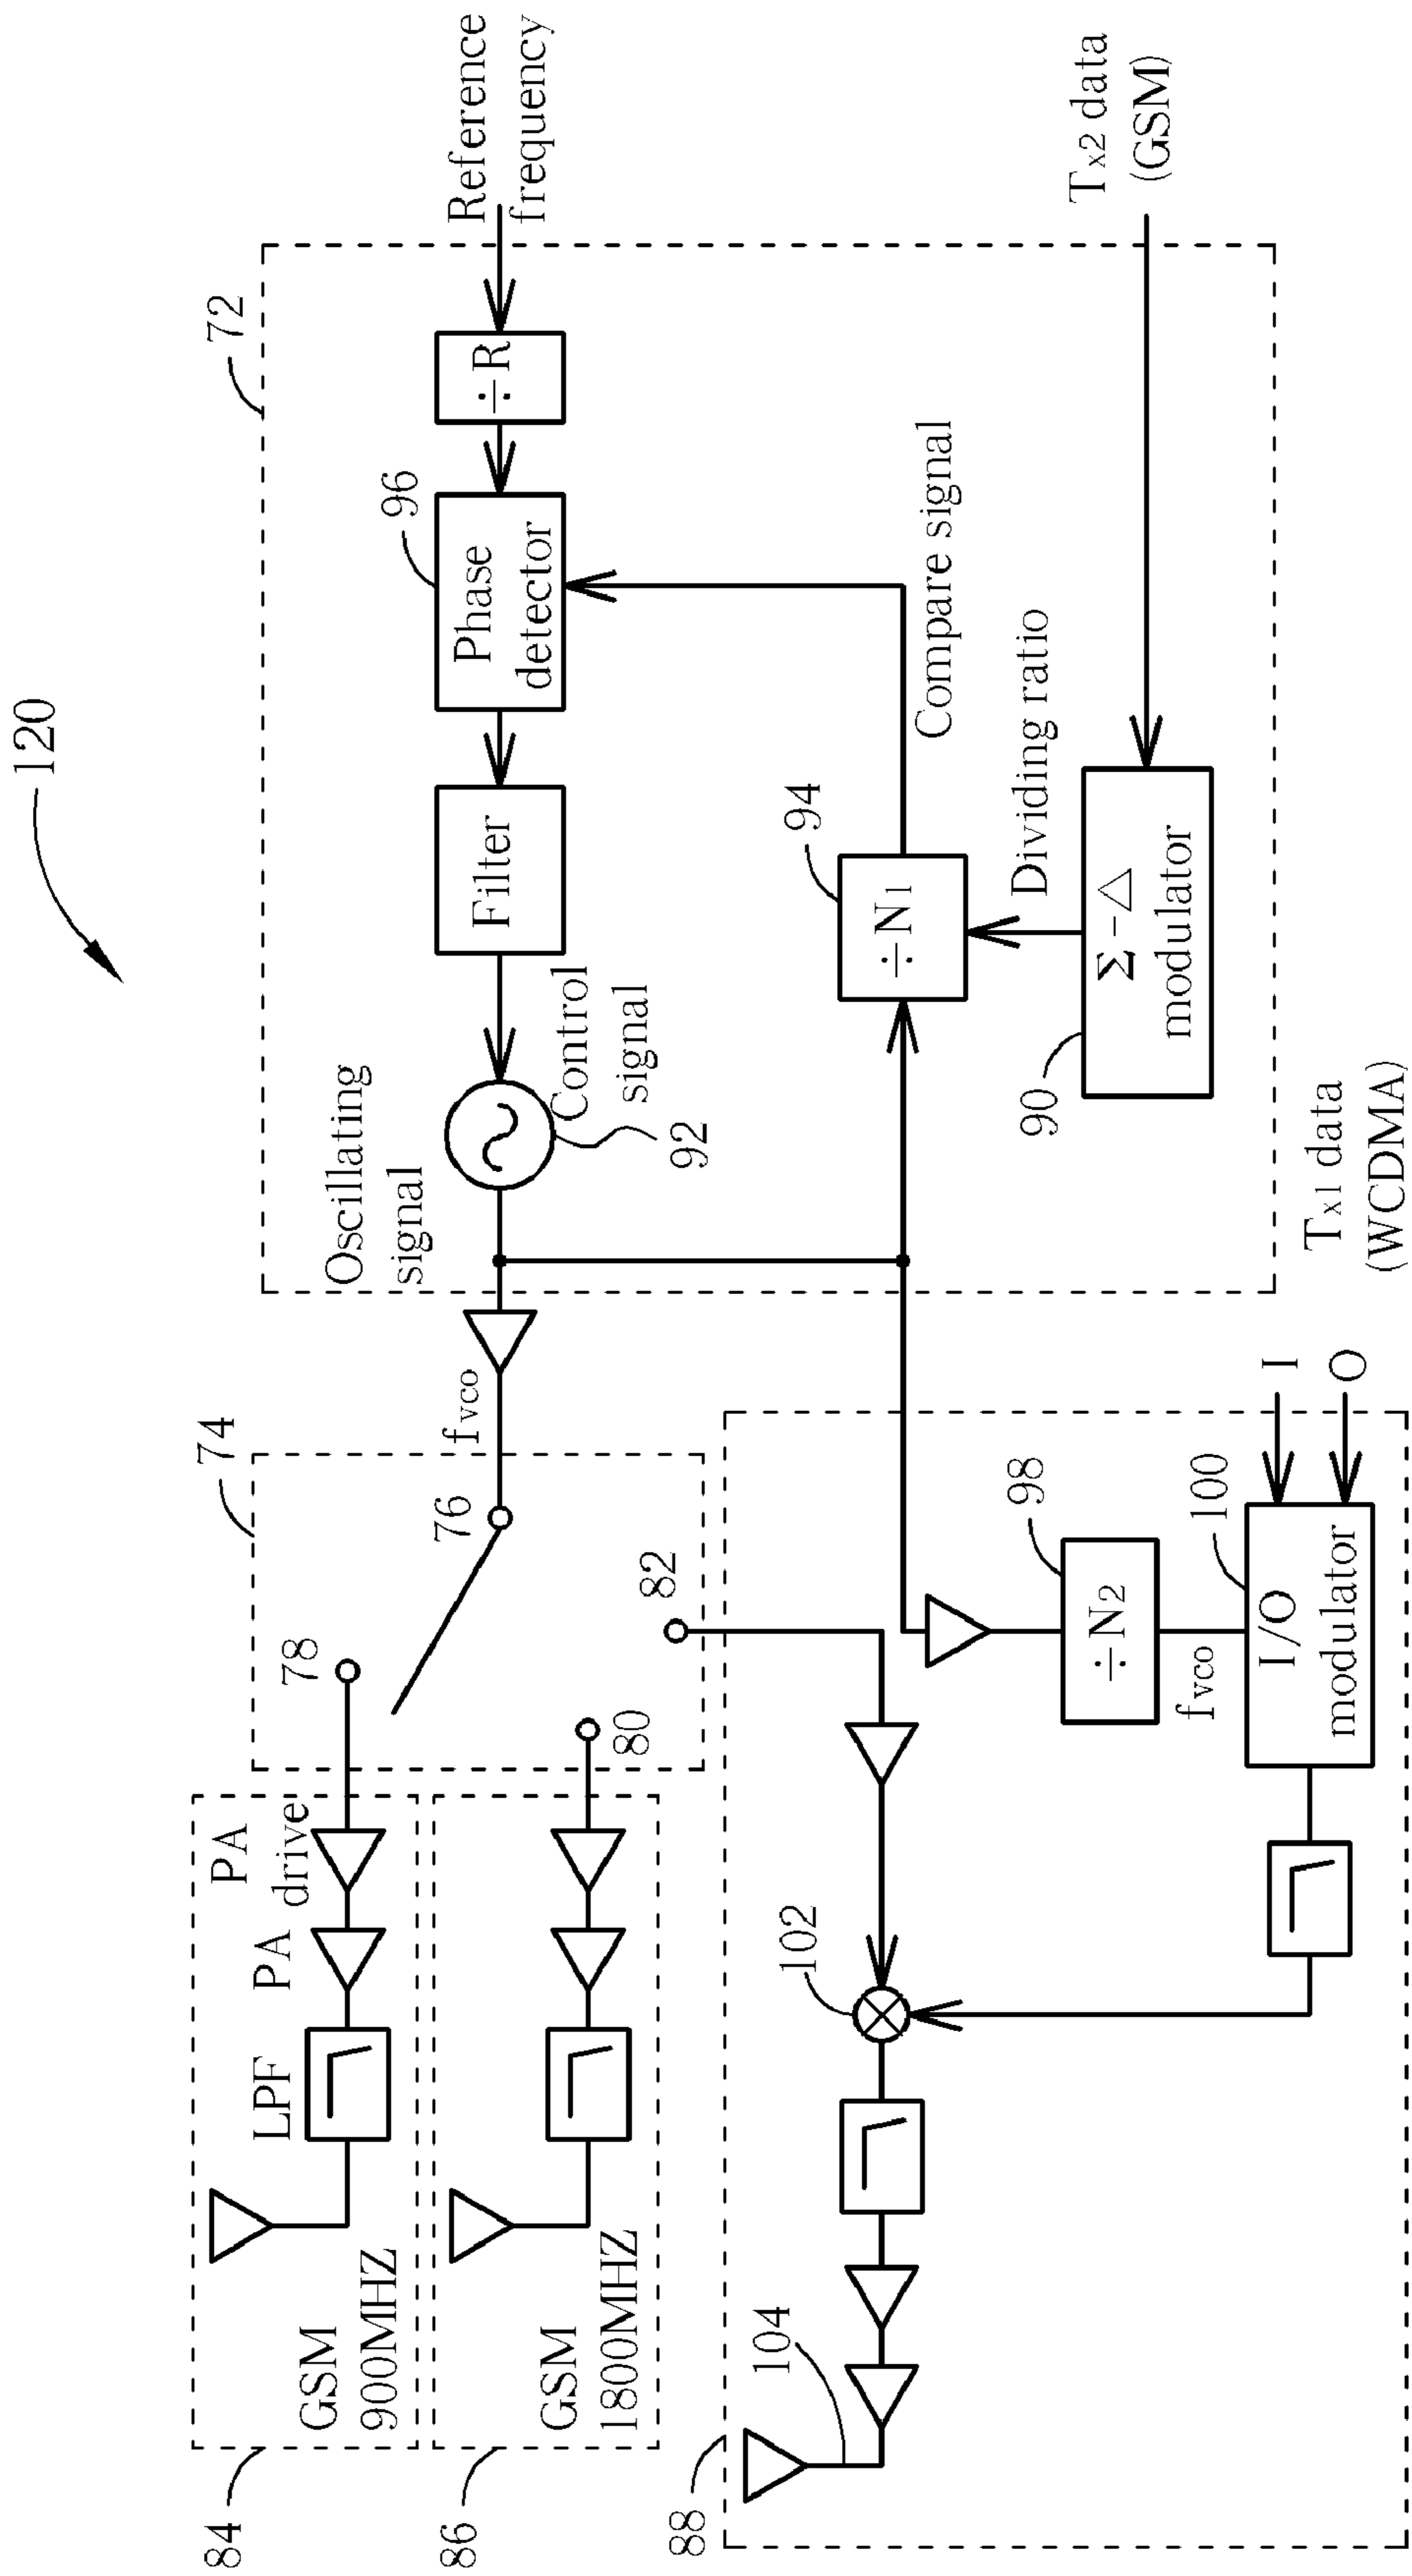 120
72
Reference
frequency
÷R
96
Phase
detector
Filter
Control
signal
92
Oscillating
signal
Compare signal
94
÷N1
Dividing ratio
90
Σ-△
modulator
Tx2 data
(GSM)
Tx1 data
(WCDMA)
fvco
74
76
78
80
82
84
PA
drive
PA
LPF
GSM
900MHZ
86
GSM
1800MHZ
88
98
÷N2
fvco
100
I/O
modulator
I
O
102
104